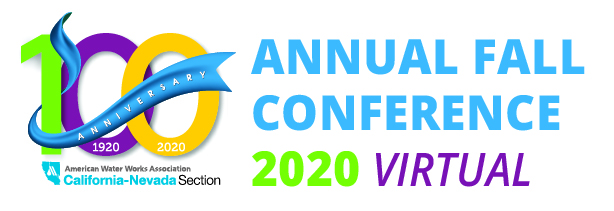 100
ANNIVERSARY
1920 2020
American Water Works Association
California-Nevada Section
ANNUAL FALL
CONFERENCE
2020 VIRTUAL